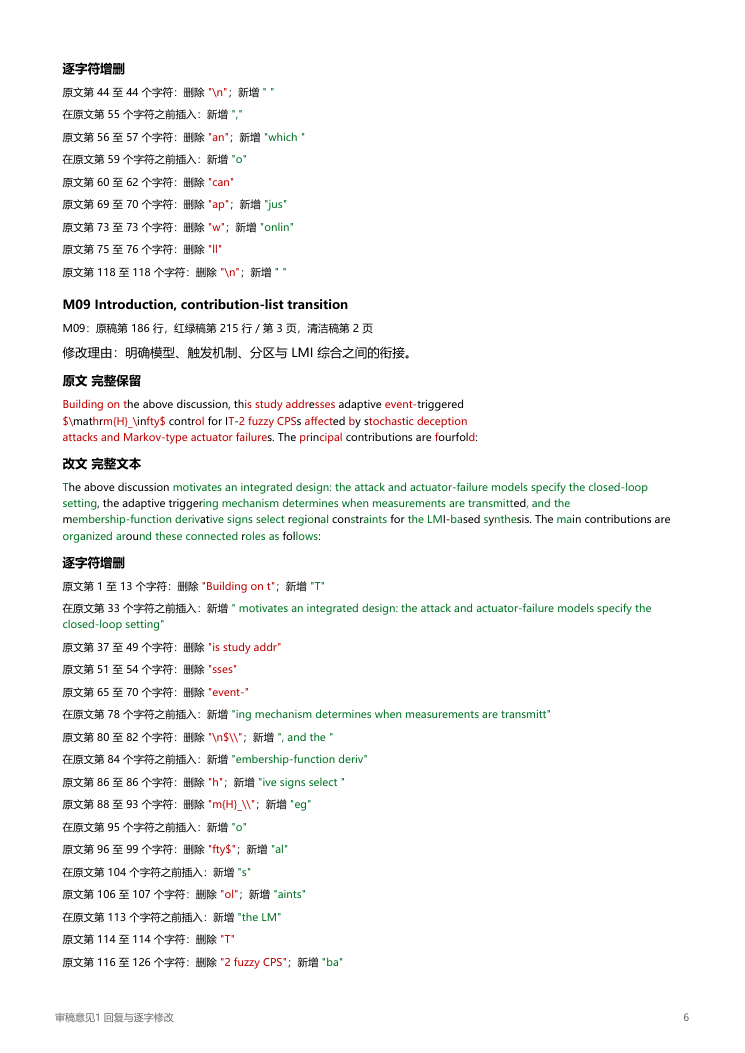 逐字符增删
原文第 44 至 44 个字符：删除 "\n"；新增 " "
在原文第 55 个字符之前插入：新增 ","
原文第 56 至 57 个字符：删除 "an"；新增 "which "
在原文第 59 个字符之前插入：新增 "o"
原文第 60 至 62 个字符：删除 "can"
原文第 69 至 70 个字符：删除 "ap"；新增 "jus"
原文第 73 至 73 个字符：删除 "w"；新增 "onlin"
原文第 75 至 76 个字符：删除 "ll"
原文第 118 至 118 个字符：删除 "\n"；新增 " "
M09 Introduction, contribution-list transition
M09：原稿第 186 行，红绿稿第 215 行 / 第 3 页，清洁稿第 2 页
修改理由：明确模型、触发机制、分区与 LMI 综合之间的衔接。
原文 完整保留
Building on the above discussion, this study addresses adaptive event-triggered
$\mathrm{H}_\infty$ control for IT-2 fuzzy CPSs affected by stochastic deception
attacks and Markov-type actuator failures. The principal contributions are fourfold:
改文 完整文本
The above discussion motivates an integrated design: the attack and actuator-failure models specify the closed-loop
setting, the adaptive triggering mechanism determines when measurements are transmitted, and the
membership-function derivative signs select regional constraints for the LMI-based synthesis. The main contributions are
organized around these connected roles as follows:
逐字符增删
原文第 1 至 13 个字符：删除 "Building on t"；新增 "T"
在原文第 33 个字符之前插入：新增 " motivates an integrated design: the attack and actuator-failure models specify the
closed-loop setting"
原文第 37 至 49 个字符：删除 "is study addr"
原文第 51 至 54 个字符：删除 "sses"
原文第 65 至 70 个字符：删除 "event-"
在原文第 78 个字符之前插入：新增 "ing mechanism determines when measurements are transmitt"
原文第 80 至 82 个字符：删除 "\n$\\"；新增 ", and the "
在原文第 84 个字符之前插入：新增 "embership-function deriv"
原文第 86 至 86 个字符：删除 "h"；新增 "ive signs select "
原文第 88 至 93 个字符：删除 "m{H}_\\"；新增 "eg"
在原文第 95 个字符之前插入：新增 "o"
原文第 96 至 99 个字符：删除 "fty$"；新增 "al"
在原文第 104 个字符之前插入：新增 "s"
原文第 106 至 107 个字符：删除 "ol"；新增 "aints"
在原文第 113 个字符之前插入：新增 "the LM"
原文第 114 至 114 个字符：删除 "T"
原文第 116 至 126 个字符：删除 "2 fuzzy CPS"；新增 "ba"
审稿意见1 回复与逐字修改
6